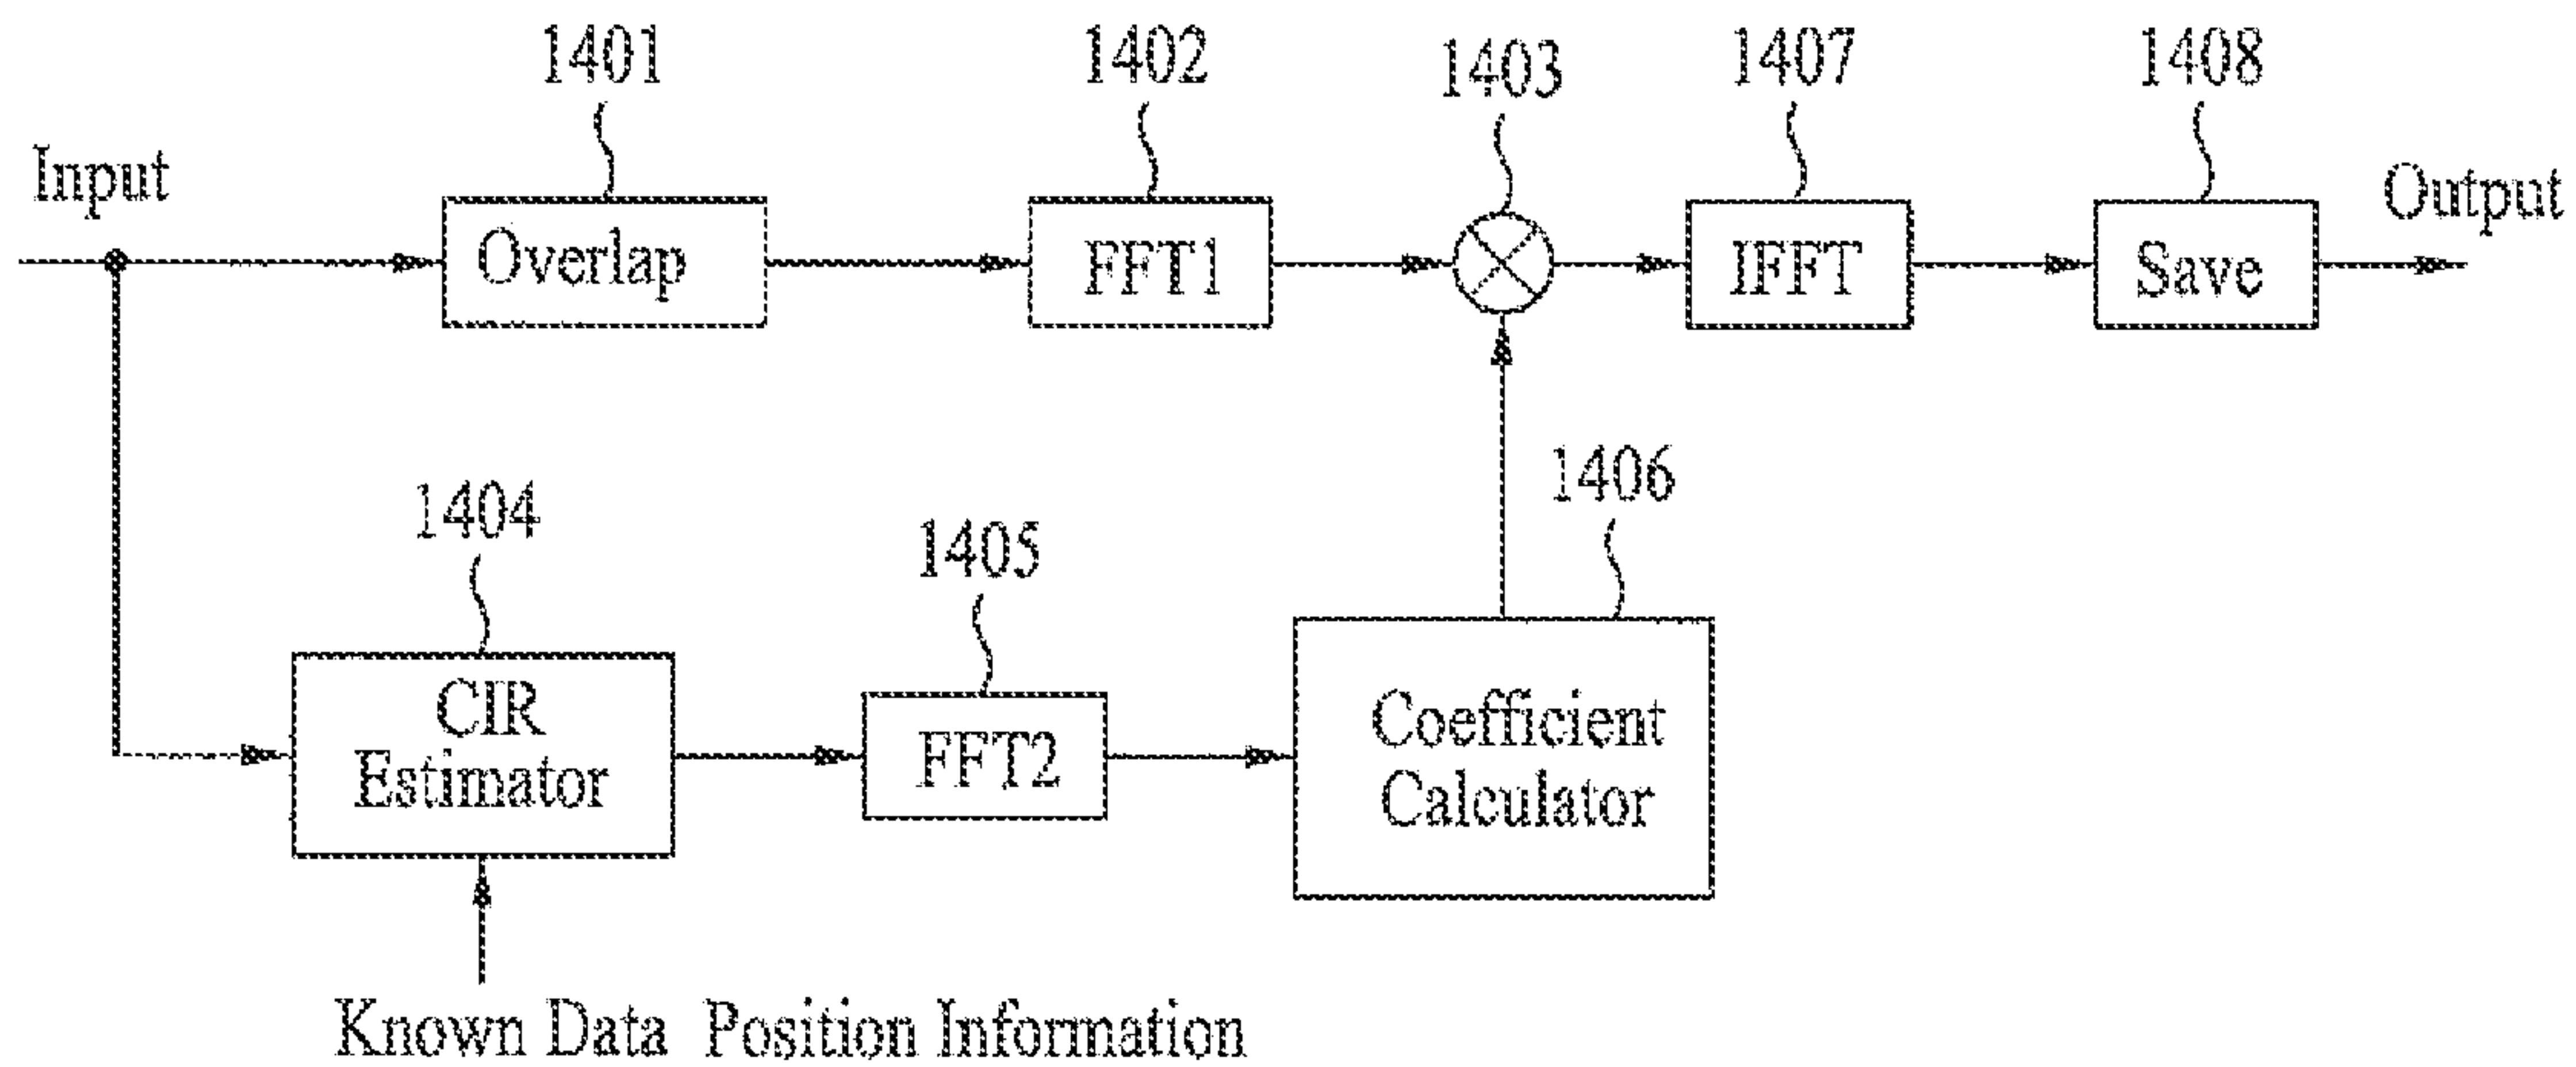 1401
1402
1403
1407
1408
Input
Output
Overlap
FFT1
IFFT
Save
1404
1405
1406
CIR
Estimator
FFT2
Coefficient
Calculator
Known Data Position Information